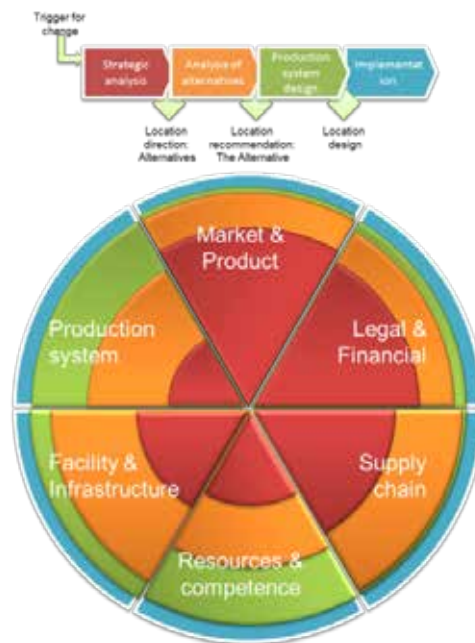 Trigger for
change
Strategic
analysis
Analysis of
alternatives
Production
system
design
Implementat
ion
Location
direction:
Alternatives
Location
recommendation:
The Alternative
Location
design
Market &
Product
Production
system
Legal &
Financial
Facility &
Infrastructure
Supply
chain
Resources &
competence